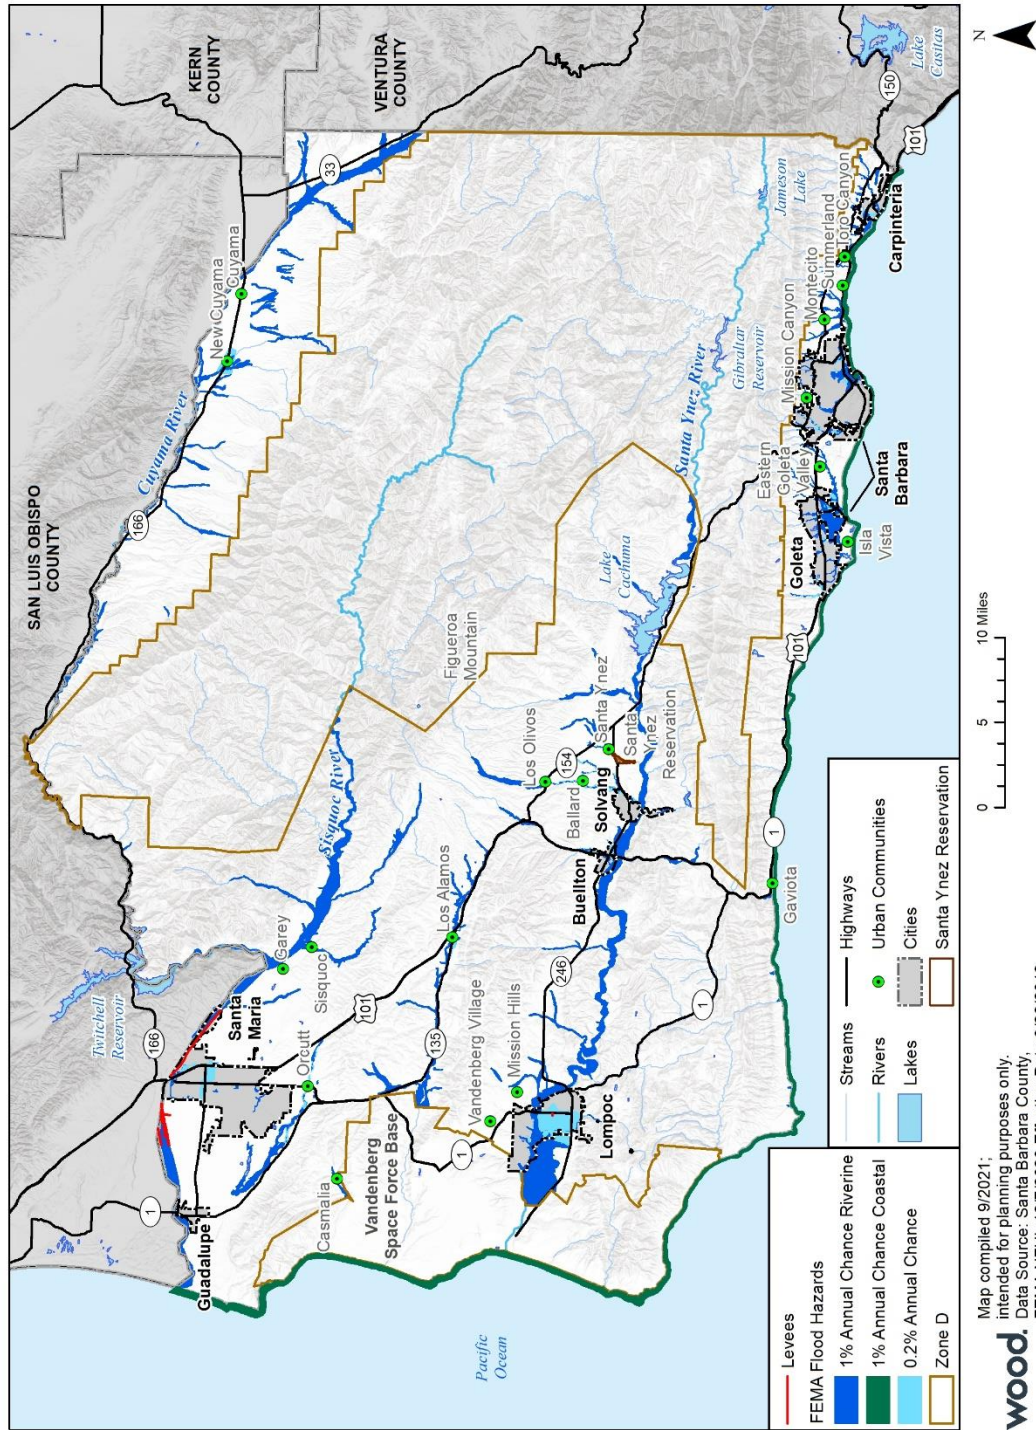 SAN LUIS OBISPO
COUNTY
KERN
COUNTY
VENTURA
COUNTY
166
Cuyama River
New Cuyama
Cuyama
33
Twitchell
Reservoir
166
1
Guadalupe
Santa
Maria
Garey
Sisquoc
Sisquoc River
Orcutt
101
Casmalia
Vandenberg
Space Force Base
135
Los Alamos
Figueroa
Mountain
1
Vandenberg Village
Mission Hills
Lompoc
246
Buellton
Solvang
Ballard
Los Olivos
154
Santa Ynez
Santa
Ynez
Reservation
Lake
Cachuma
Santa Ynez River
Gibraltar
Reservoir
Jameson
Lake
1
Gaviota
1
101
Goleta
Isla
Vista
Eastern
Goleta
Valley
Santa
Barbara
Mission Canyon
Montecito
Summerland
Toro Canyon
Carpinteria
150
101
Lake
Casitas
Pacific
Ocean
N
Levees
FEMA Flood Hazards
1% Annual Chance Riverine
1% Annual Chance Coastal
0.2% Annual Chance
Zone D
Streams
Rivers
Lakes
Highways
Urban Communities
Cities
Santa Ynez Reservation
0 5 10 Miles
wood.
Map compiled 9/2021;
intended for planning purposes only.
Data Source: Santa Barbara County,